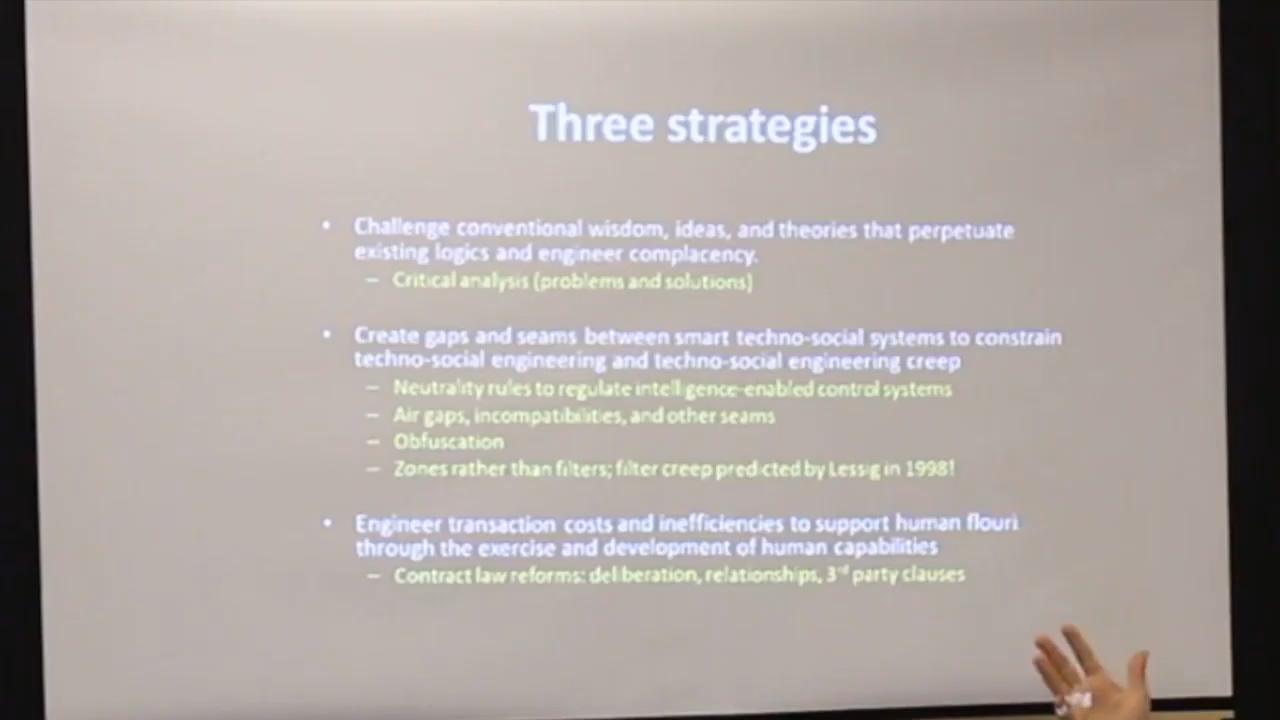 Three strategies
• Challenge conventional wisdom, ideas, and theories that perpetuate
existing logics and engineer complacency.
– Critical analysis (problems and solutions)
• Create gaps and seams between smart techno-social systems to constrain
techno-social engineering and techno-social engineering creep
– Neutrality rules to regulate intelligence-enabled control systems
– Air gaps, incompatibilities, and other seams
– Obfuscation
– Zones rather than filters; filter creep predicted by Lessig in 1998!
• Engineer transaction costs and inefficiencies to support human flouri
through the exercise and development of human capabilities
– Contract law reforms: deliberation, relationships, 3rd party clauses